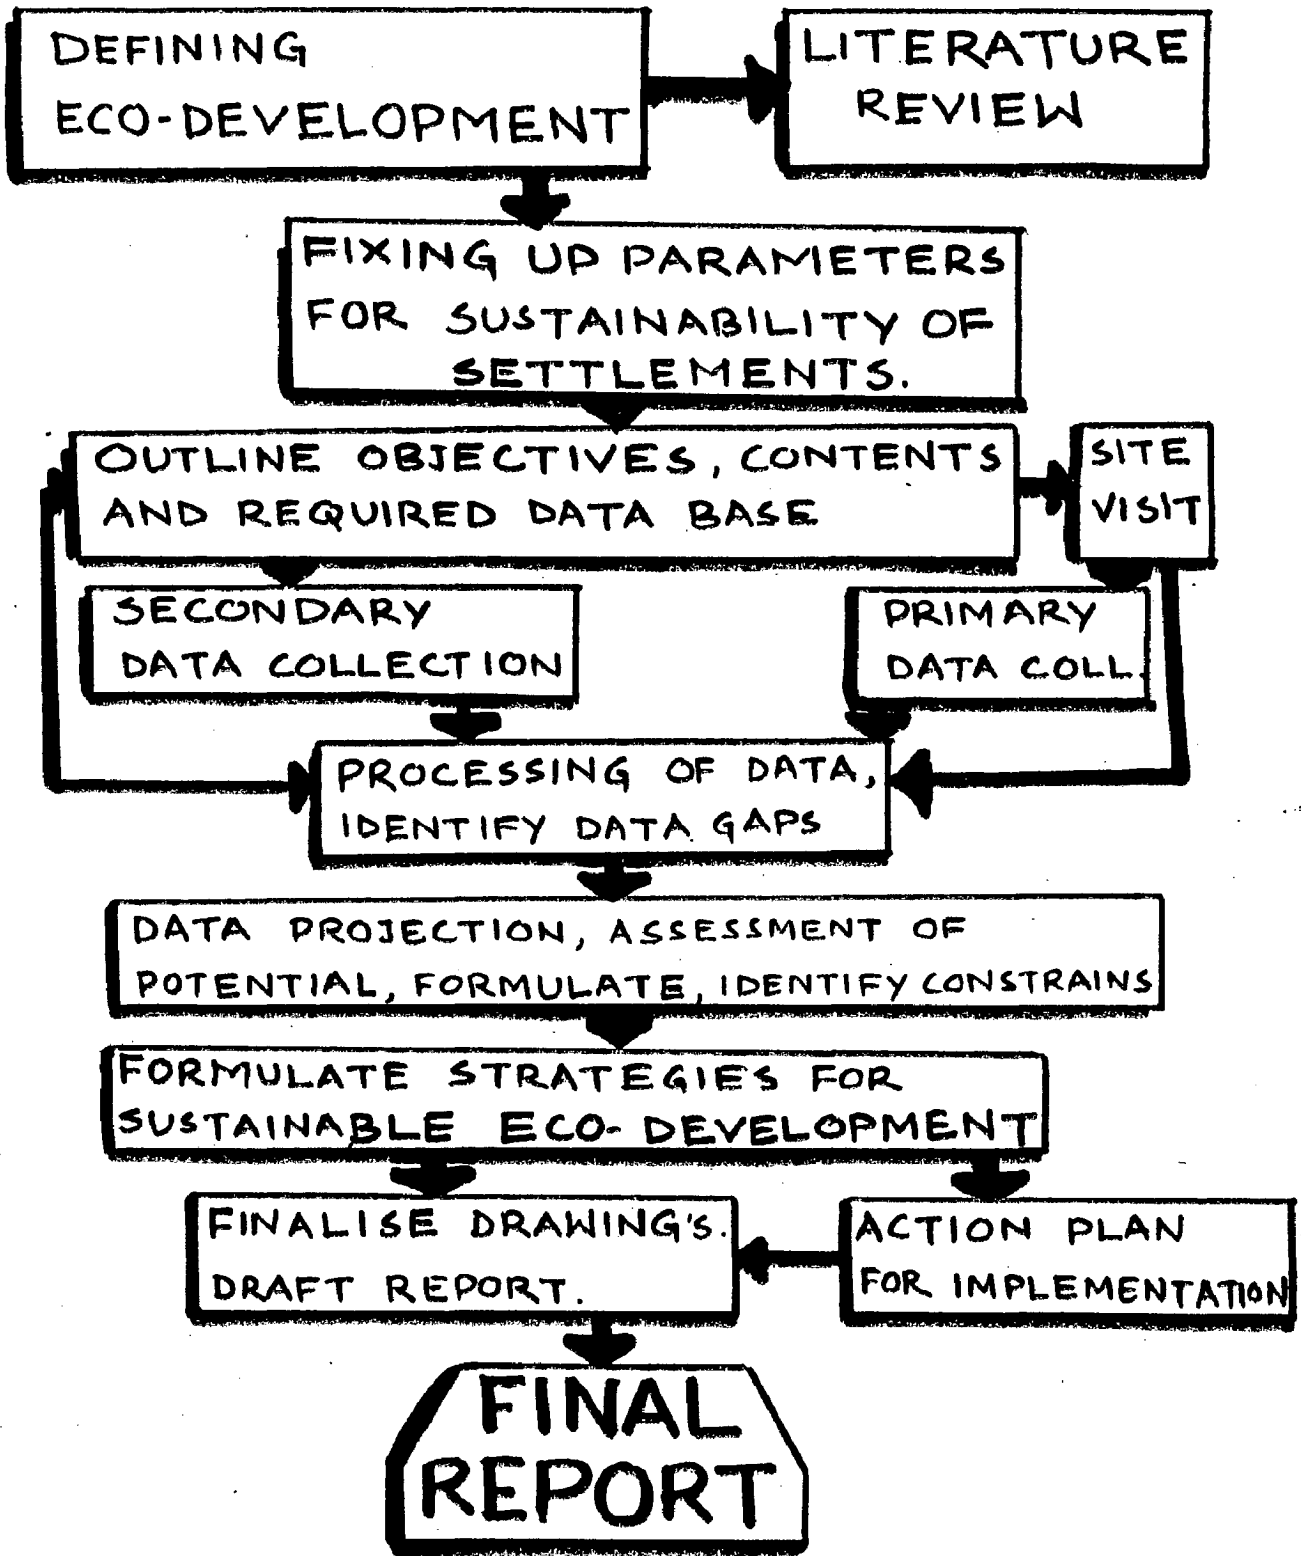 DEFINING
ECO-DEVELOPMENT
LITERATURE
REVIEW
FIXING UP PARAMETERS
FOR SUSTAINABILITY OF
SETTLEMENTS.
OUTLINE OBJECTIVES, CONTENTS
AND REQUIRED DATA BASE
SITE
VISIT
SECONDARY
DATA COLLECTION
PRIMARY
DATA COLL.
PROCESSING OF DATA,
IDENTIFY DATA GAPS
DATA PROJECTION, ASSESSMENT OF
POTENTIAL, FORMULATE, IDENTIFY CONSTRAINS
FORMULATE STRATEGIES FOR
SUSTAINABLE ECO-DEVELOPMENT
FINALISE DRAWING'S.
DRAFT REPORT.
ACTION PLAN
FOR IMPLEMENTATION
FINAL
REPORT